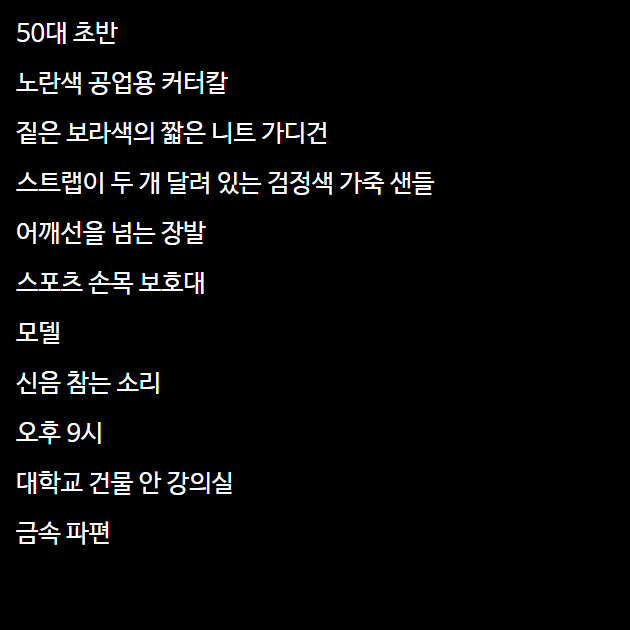 50대 초반
노란색 공업용 커터칼
짙은 보라색의 짧은 니트 가디건
스트랩이 두 개 달려 있는 검정색 가죽 샌들
어깨선을 넘는 장발
스포츠 손목 보호대
모델
신음 참는 소리
오후 9시
대학교 건물 안 강의실
금속 파편